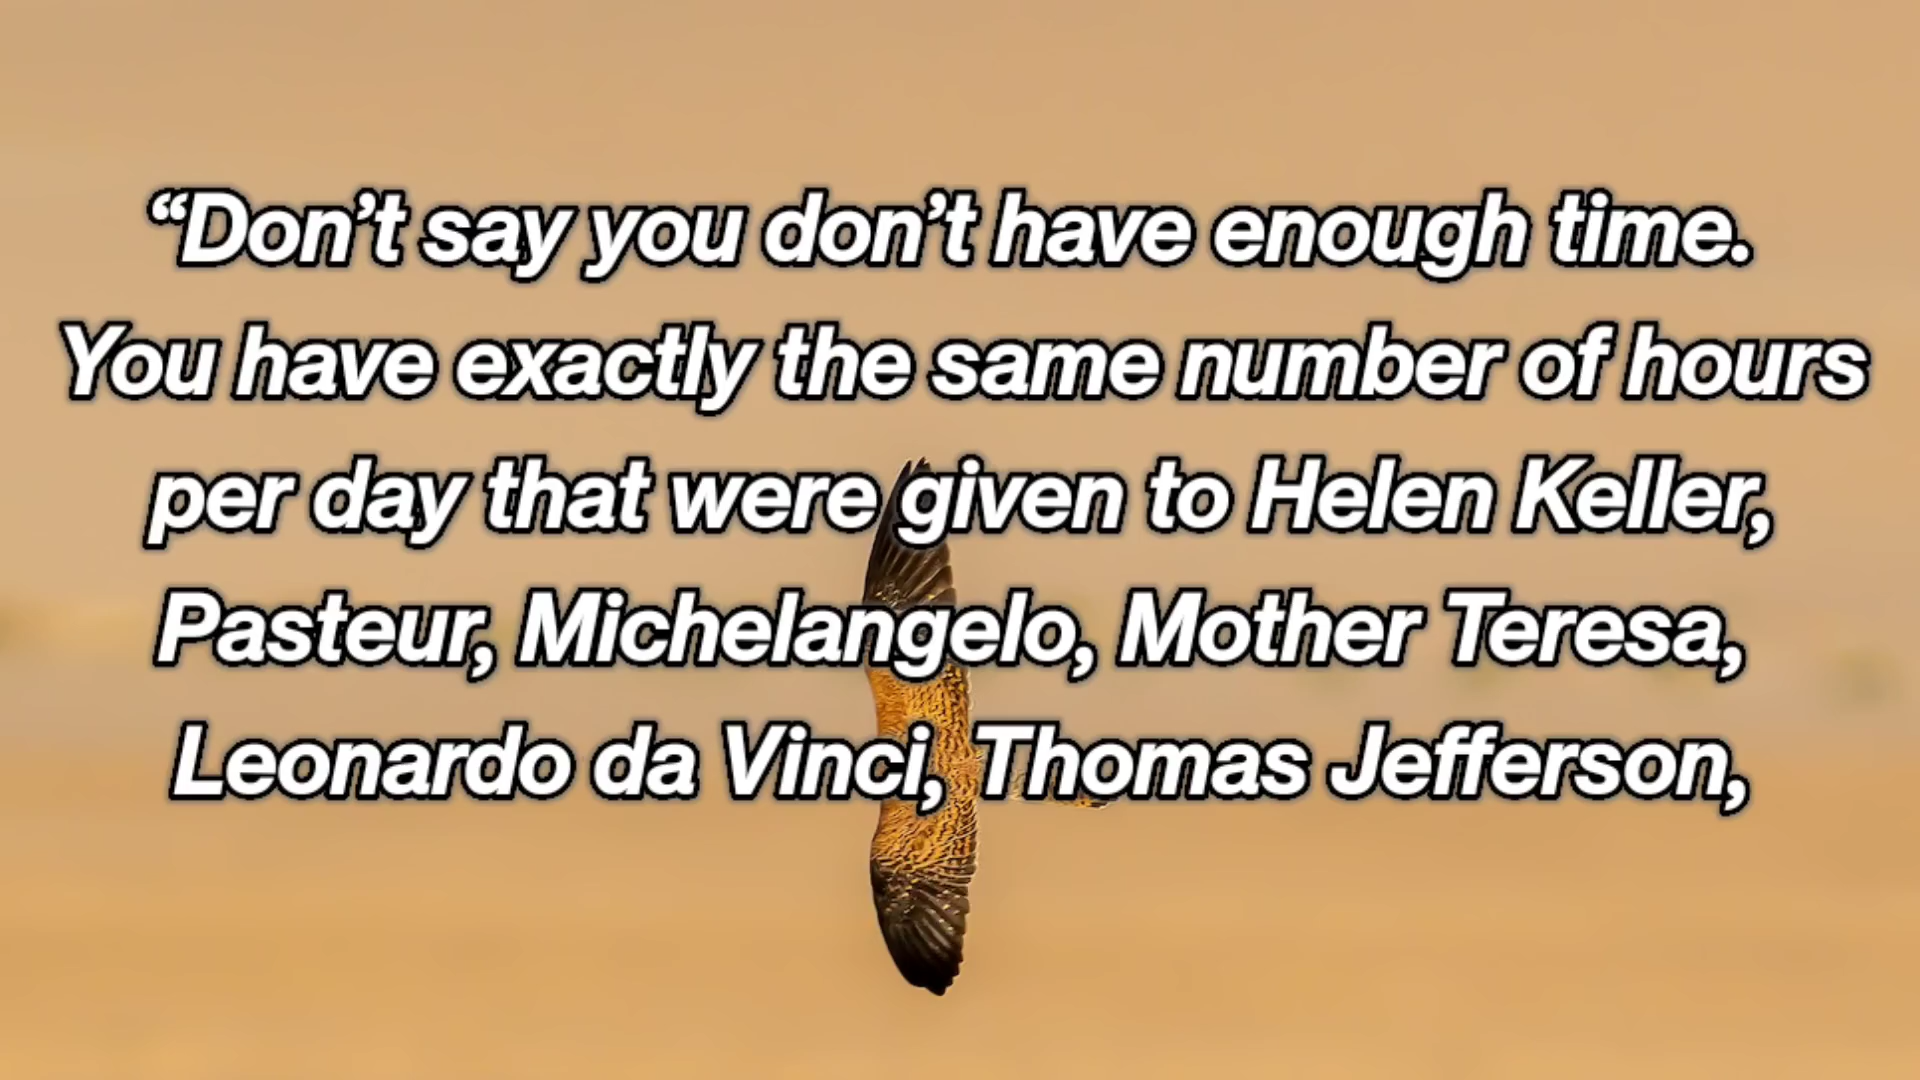 “Don’t say you don’t have enough time.
You have exactly the same number of hours
per day that were given to Helen Keller,
Pasteur, Michelangelo, Mother Teresa,
Leonardo da Vinci, Thomas Jefferson,